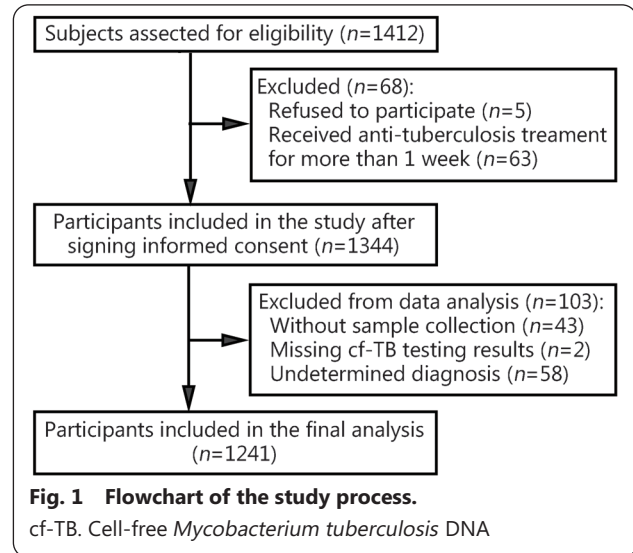 Subjects assected for eligibility (n=1412)
Excluded (n=68):
Refused to participate (n=5)
Received anti-tuberculosis treament
for more than 1 week (n=63)
Participants included in the study after
signing informed consent (n=1344)
Excluded from data analysis (n=103):
Without sample collection (n=43)
Missing cf-TB testing results (n=2)
Undetermined diagnosis (n=58)
Participants included in the final analysis
(n=1241)
Fig. 1 Flowchart of the study process.
cf-TB. Cell-free Mycobacterium tuberculosis DNA